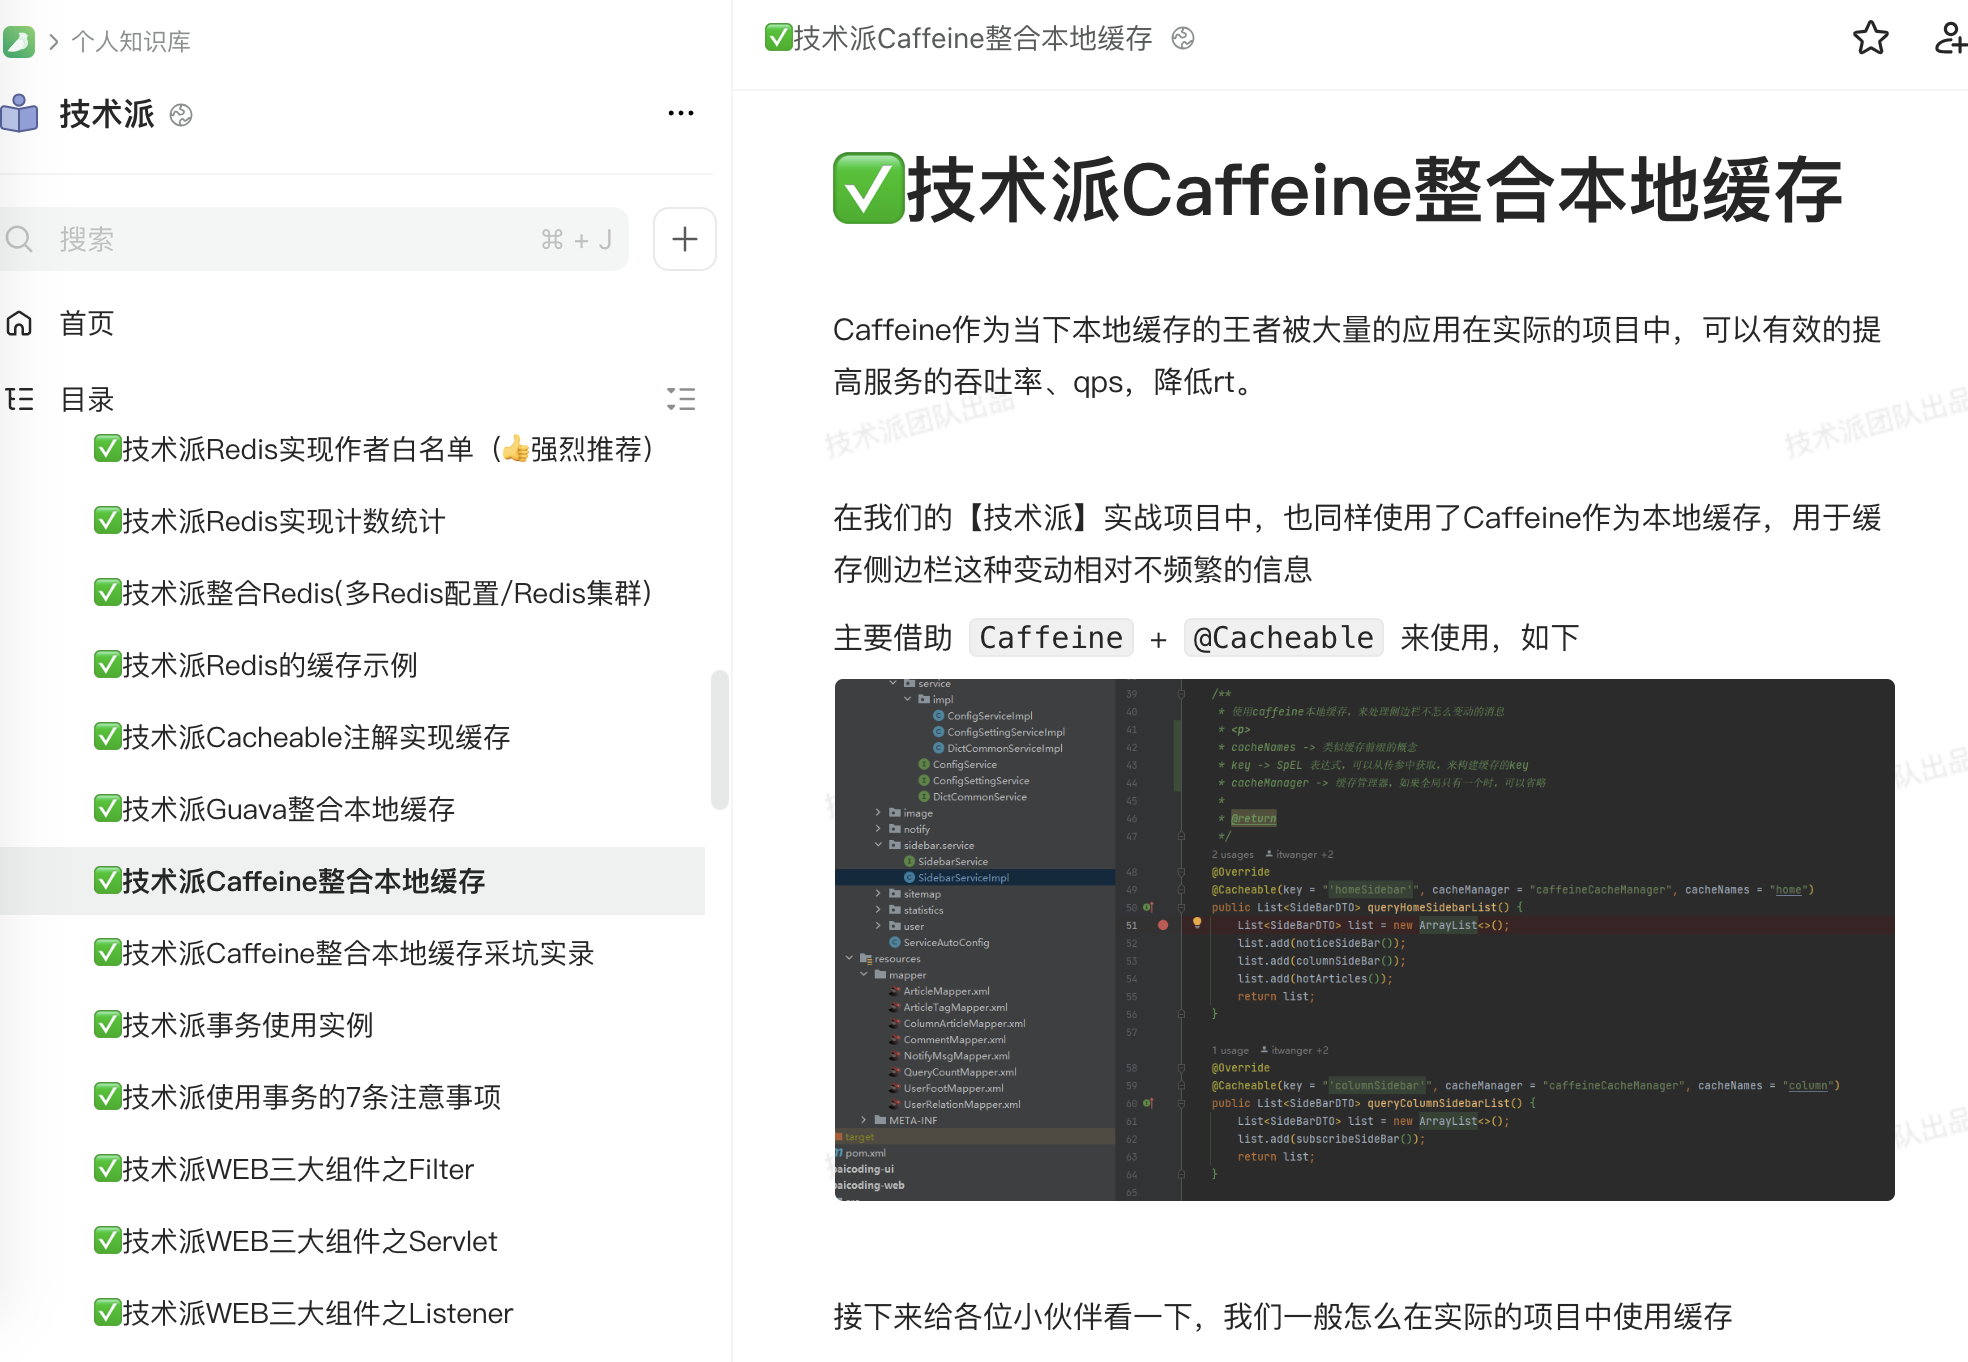 个人知识库
技术派
搜索
⌘ + J
首页
目录
✅技术派Redis实现作者白名单（👍强烈推荐）
✅技术派Redis实现计数统计
✅技术派整合Redis(多Redis配置/Redis集群)
✅技术派Redis的缓存示例
✅技术派Cacheable注解实现缓存
✅技术派Guava整合本地缓存
✅技术派Caffeine整合本地缓存
✅技术派Caffeine整合本地缓存采坑实录
✅技术派事务使用实例
✅技术派使用事务的7条注意事项
✅技术派WEB三大组件之Filter
✅技术派WEB三大组件之Servlet
✅技术派WEB三大组件之Listener
✅技术派Caffeine整合本地缓存
✅技术派Caffeine整合本地缓存
Caffeine作为当下本地缓存的王者被大量的应用在实际的项目中，可以有效的提
高服务的吞吐率、qps，降低rt。
技术派团队出品
技术派团队出品
在我们的【技术派】实战项目中，也同样使用了Caffeine作为本地缓存，用于缓
存侧边栏这种变动相对不频繁的信息
主要借助 Caffeine + @Cacheable 来使用，如下
service
impl
ConfigServiceImpl
ConfigSettingServiceImpl
DictCommonServiceImpl
ConfigService
ConfigSettingService
DictCommonService
image
notify
sidebar.service
SidebarService
SidebarServiceImpl
sitemap
statistics
user
ServiceAutoConfig
resources
mapper
ArticleMapper.xml
ArticleTagMapper.xml
ColumnArticleMapper.xml
CommentMapper.xml
NotifyMsgMapper.xml
QueryCountMapper.xml
UserFootMapper.xml
UserRelationMapper.xml
META-INF
target
pom.xml
paicoding-ui
paicoding-web
39 /**
40 * 使用caffeine本地缓存，来处理侧边栏不怎么变动的消息
41 * <p>
42 * cacheNames -> 类似缓存前缀的概念
43 * key -> SpEL 表达式，可以从传参中获取，来构建缓存的key
44 * cacheManager -> 缓存管理器，如果全局只有一个时，可以省略
45 *
46 * @return
47 */
2 usages itwanger +2
48 @Override
49 @Cacheable(key = "'homeSidebar'", cacheManager = "caffeineCacheManager", cacheNames = "home")
50 public List<SideBarDTO> queryHomeSidebarList() {
51 List<SideBarDTO> list = new ArrayList<>();
52 list.add(noticeSideBar());
53 list.add(columnSideBar());
54 list.add(hotArticles());
55 return list;
56 }
57
1 usage itwanger +2
58 @Override
59 @Cacheable(key = "'columnSidebar'", cacheManager = "caffeineCacheManager", cacheNames = "column")
60 public List<SideBarDTO> queryColumnSidebarList() {
61 List<SideBarDTO> list = new ArrayList<>();
62 list.add(subscribeSideBar());
63 return list;
64 }
65
队出品
队出品
接下来给各位小伙伴看一下，我们一般怎么在实际的项目中使用缓存